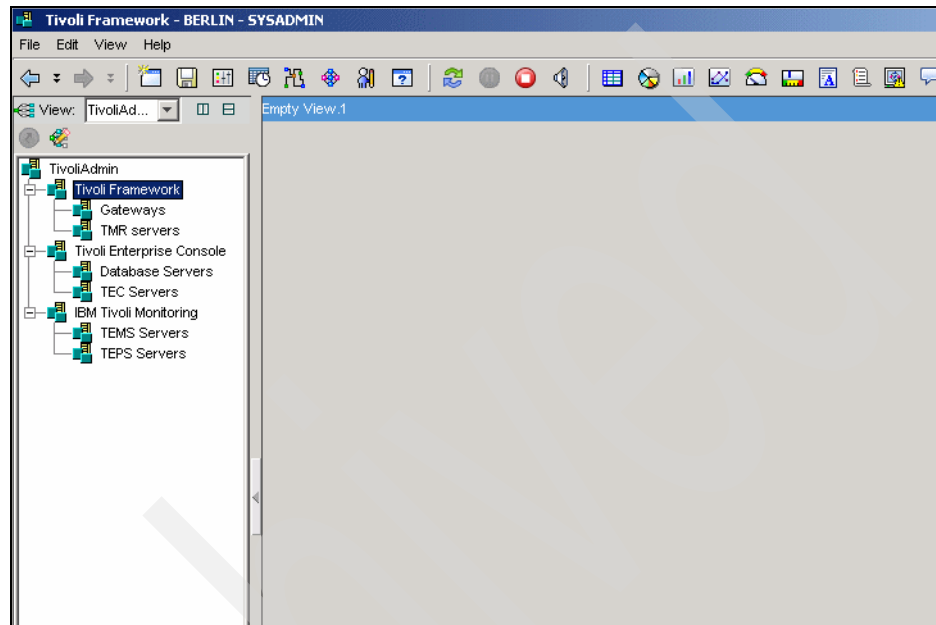 Tivoli Framework - BERLIN - SYSADMIN
File Edit View Help
View: TivoliAd...
Empty View:1
TivoliAdmin
Tivoli Framework
Gateways
TMR servers
Tivoli Enterprise Console
Database Servers
TEC Servers
IBM Tivoli Monitoring
TEMS Servers
TEPS Servers